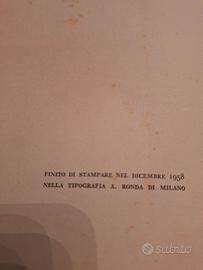 FINITO DI STAMPARE NEL DICEMBRE 1958
NELLA TIPOGRAFIA A. RONDA DI MILANO
subito